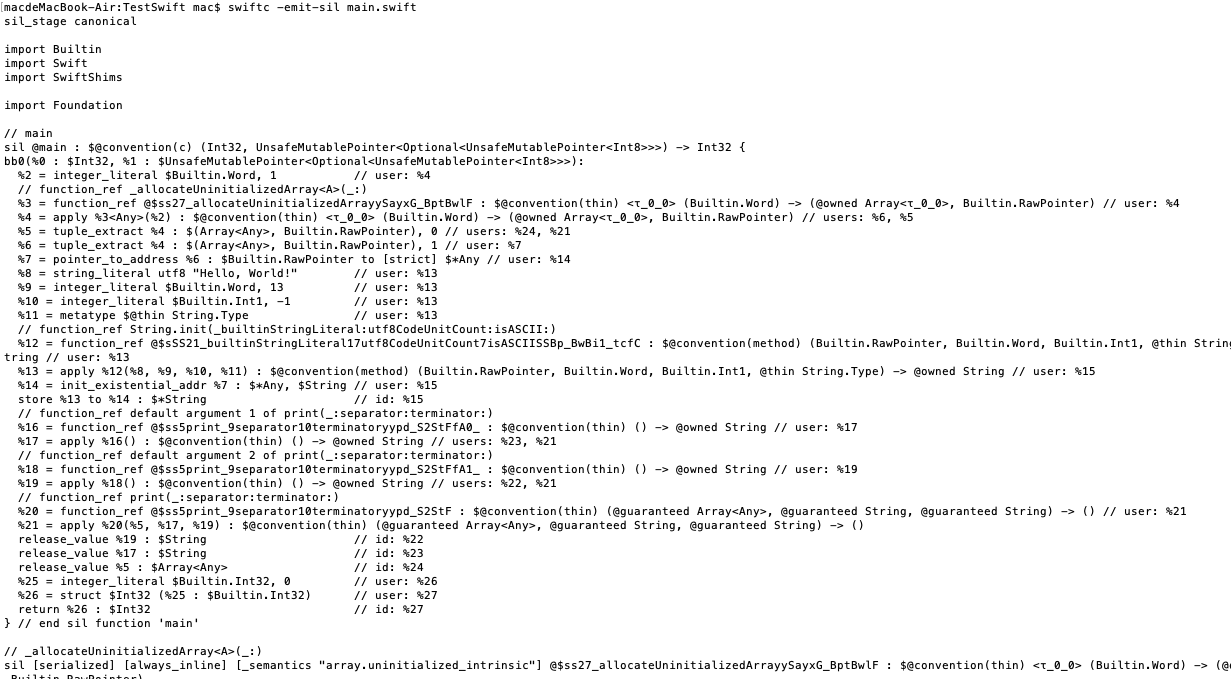 macdeMacBook-Air:TestSwift mac$ swiftc -emit-sil main.swift
sil_stage canonical
import Builtin
import Swift
import SwiftShims
import Foundation
// main
sil @main : $@convention(c) (Int32, UnsafeMutablePointer<Optional<UnsafeMutablePointer<Int8>>>) -> Int32 {
bb0(%0 : $Int32, %1 : $UnsafeMutablePointer<Optional<UnsafeMutablePointer<Int8>>>):
%2 = integer_literal $Builtin.Word, 1 // user: %4
// function_ref _allocateUninitializedArray<A>(_:)
%3 = function_ref @$ss27_allocateUninitializedArrayySayxG_BptBwlF : $@convention(thin) <τ_0_0> (Builtin.Word) -> (@owned Array<τ_0_0>, Builtin.RawPointer) // user: %4
%4 = apply %3<Any>(%2) : $@convention(thin) <τ_0_0> (Builtin.Word) -> (@owned Array<τ_0_0>, Builtin.RawPointer) // users: %6, %5
%5 = tuple_extract %4 : $(Array<Any>, Builtin.RawPointer), 0 // users: %24, %21
%6 = tuple_extract %4 : $(Array<Any>, Builtin.RawPointer), 1 // user: %7
%7 = pointer_to_address %6 : $Builtin.RawPointer to [strict] $*Any // user: %14
%8 = string_literal utf8 "Hello, World!" // user: %13
%9 = integer_literal $Builtin.Word, 13 // user: %13
%10 = integer_literal $Builtin.Int1, -1 // user: %13
%11 = metatype $@thin String.Type // user: %13
// function_ref String.init(_builtinStringLiteral:utf8CodeUnitCount:isASCII:)
%12 = function_ref @$sSS21_builtinStringLiteral17utf8CodeUnitCount7isASCIISSBp_BwBi1_tcfC : $@convention(method) (Builtin.RawPointer, Builtin.Word, Builtin.Int1, @thin String
tring // user: %13
%13 = apply %12(%8, %9, %10, %11) : $@convention(method) (Builtin.RawPointer, Builtin.Word, Builtin.Int1, @thin String.Type) -> @owned String // user: %15
%14 = init_existential_addr %7 : $*Any, $String // user: %15
store %13 to %14 : $*String // id: %15
// function_ref default argument 1 of print(_:separator:terminator:)
%16 = function_ref @$ss5print_9separator10terminatoryypd_S2StFfA0_ : $@convention(thin) () -> @owned String // user: %17
%17 = apply %16() : $@convention(thin) () -> @owned String // users: %23, %21
// function_ref default argument 2 of print(_:separator:terminator:)
%18 = function_ref @$ss5print_9separator10terminatoryypd_S2StFfA1_ : $@convention(thin) () -> @owned String // user: %19
%19 = apply %18() : $@convention(thin) () -> @owned String // users: %22, %21
// function_ref print(_:separator:terminator:)
%20 = function_ref @$ss5print_9separator10terminatoryypd_S2StF : $@convention(thin) (@guaranteed Array<Any>, @guaranteed String, @guaranteed String) -> () // user: %21
%21 = apply %20(%5, %17, %19) : $@convention(thin) (@guaranteed Array<Any>, @guaranteed String, @guaranteed String) -> ()
release_value %19 : $String // id: %22
release_value %17 : $String // id: %23
release_value %5 : $Array<Any> // id: %24
%25 = integer_literal $Builtin.Int32, 0 // user: %26
%26 = struct $Int32 (%25 : $Builtin.Int32) // user: %27
return %26 : $Int32 // id: %27
} // end sil function 'main'
// _allocateUninitializedArray<A>(_:)
sil [serialized] [always_inline] [_semantics "array.uninitialized_intrinsic"] @$ss27_allocateUninitializedArrayySayxG_BptBwlF : $@convention(thin) <τ_0_0> (Builtin.Word) -> (@
Builtin.RawPointer)